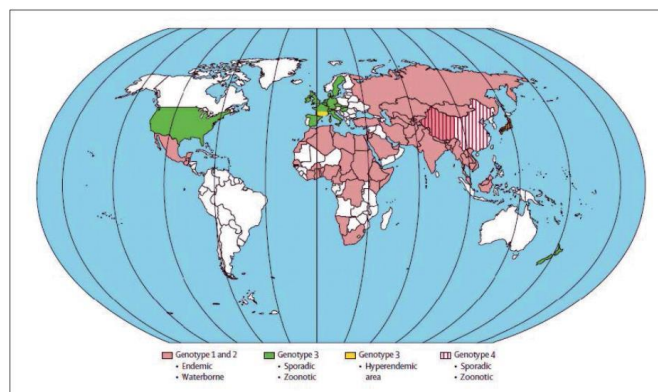 Genotype 1 and 2
• Endemic
• Waterborne
Genotype 3
• Sporadic
• Zoonotic
Genotype 3
• Hyperendemic
area
Genotype 4
• Sporadic
• Zoonotic